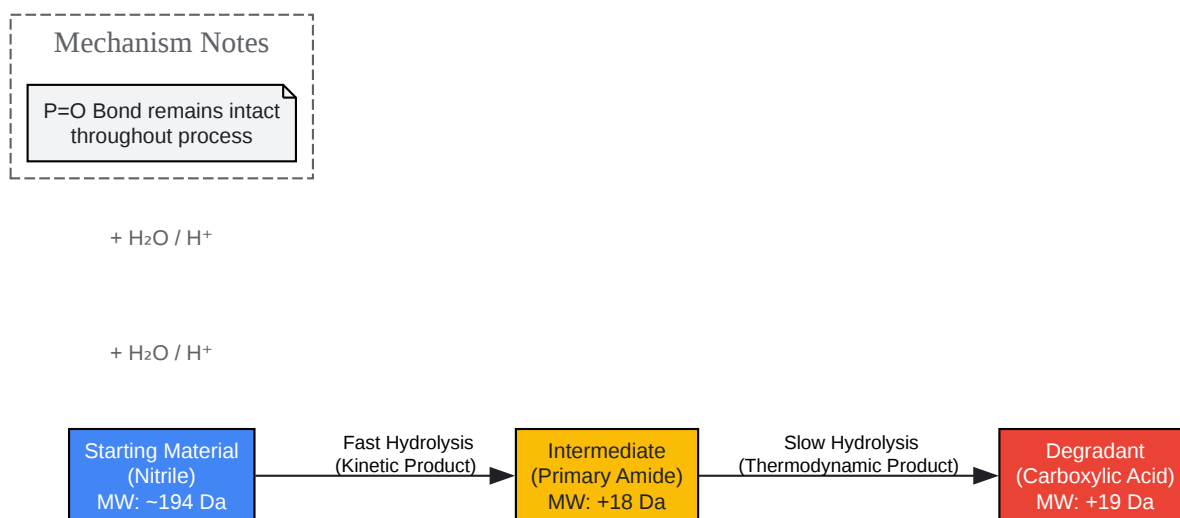 Mechanism Notes
P=O Bond remains intact
throughout process
+ H₂O / H⁺
+ H₂O / H⁺
Starting Material
(Nitrile)
MW: ~194 Da
Fast Hydrolysis
(Kinetic Product)
Intermediate
(Primary Amide)
MW: +18 Da
Slow Hydrolysis
(Thermodynamic Product)
Degradant
(Carboxylic Acid)
MW: +19 Da